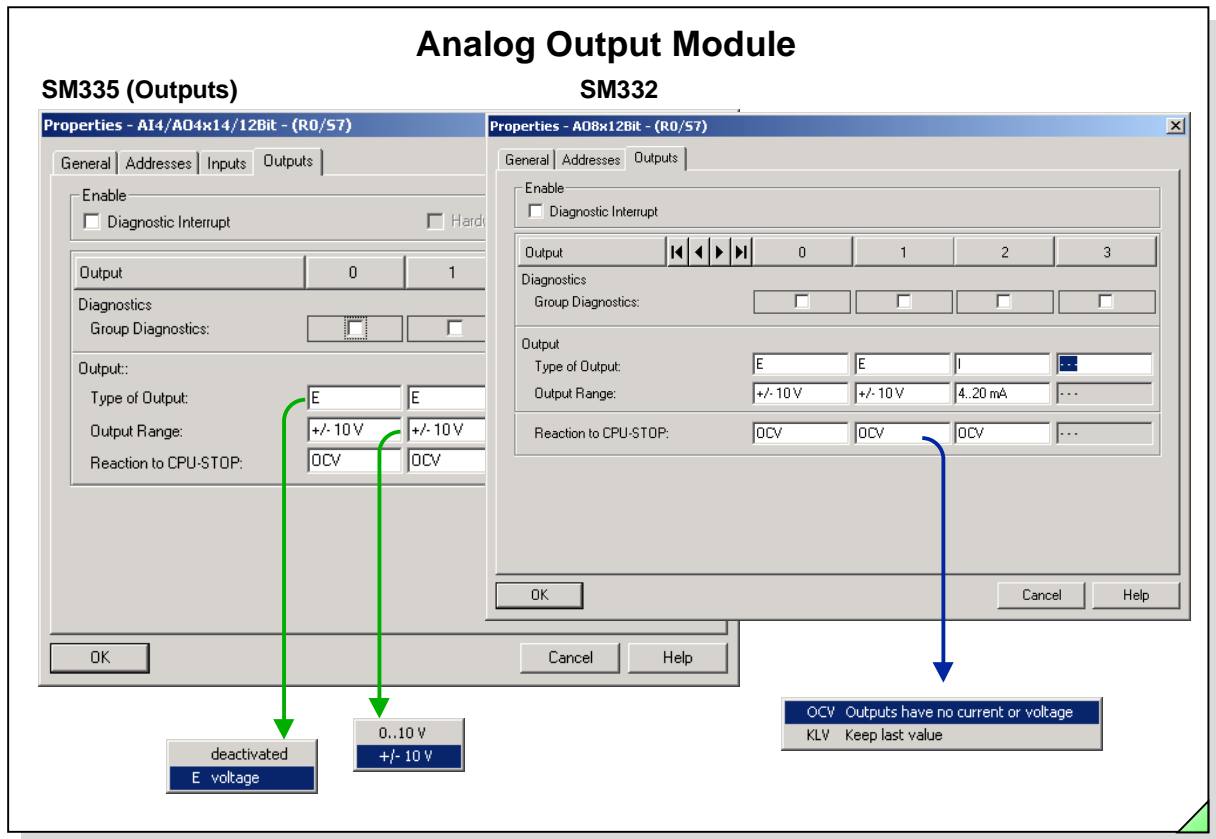 Analog Output Module
SM335 (Outputs)
SM332
Properties - AI4/AO4x14/12Bit - (R0/S7)
General Addresses Inputs Outputs
Enable
Diagnostic Interrupt
Output 0 1
Diagnostics
Group Diagnostics:
Output::
Type of Output: E E
Output Range: +/- 10 V +/- 10 V
Reaction to CPU-STOP: OCV OCV
OK Cancel Help
Properties - AO8x12Bit - (R0/S7)
General Addresses Outputs
Enable
Diagnostic Interrupt
Output 0 1 2 3
Diagnostics
Group Diagnostics:
Output
Type of Output: E E I ---
Output Range: +/- 10 V +/- 10 V 4..20 mA ---
Reaction to CPU-STOP: OCV OCV OCV ---
OK Cancel Help
deactivated
E voltage
0..10 V
+/- 10 V
OCV Outputs have no current or voltage
KLV Keep last value